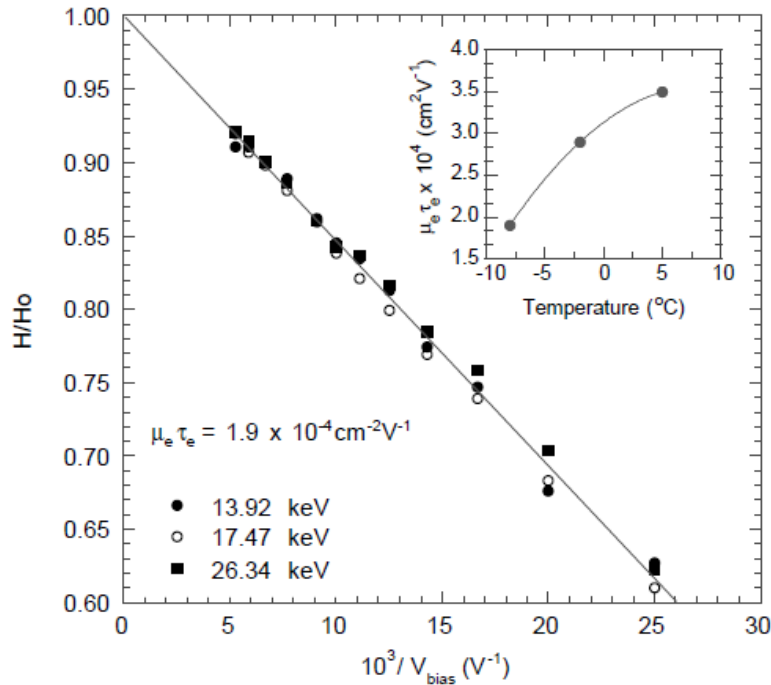 1.00
0.95
0.90
0.85
0.80
0.75
0.70
0.65
0.60
H/Ho
4.0
3.5
3.0
2.5
2.0
1.5
μₑ τₑ x 10⁴ (cm²V⁻¹)
-10 -5 0 5 10
Temperature (°C)
μₑ τₑ = 1.9 x 10⁻⁴cm⁻²V⁻¹
13.92 keV
17.47 keV
26.34 keV
0 5 10 15 20 25 30
10³/ V_bias (V⁻¹)